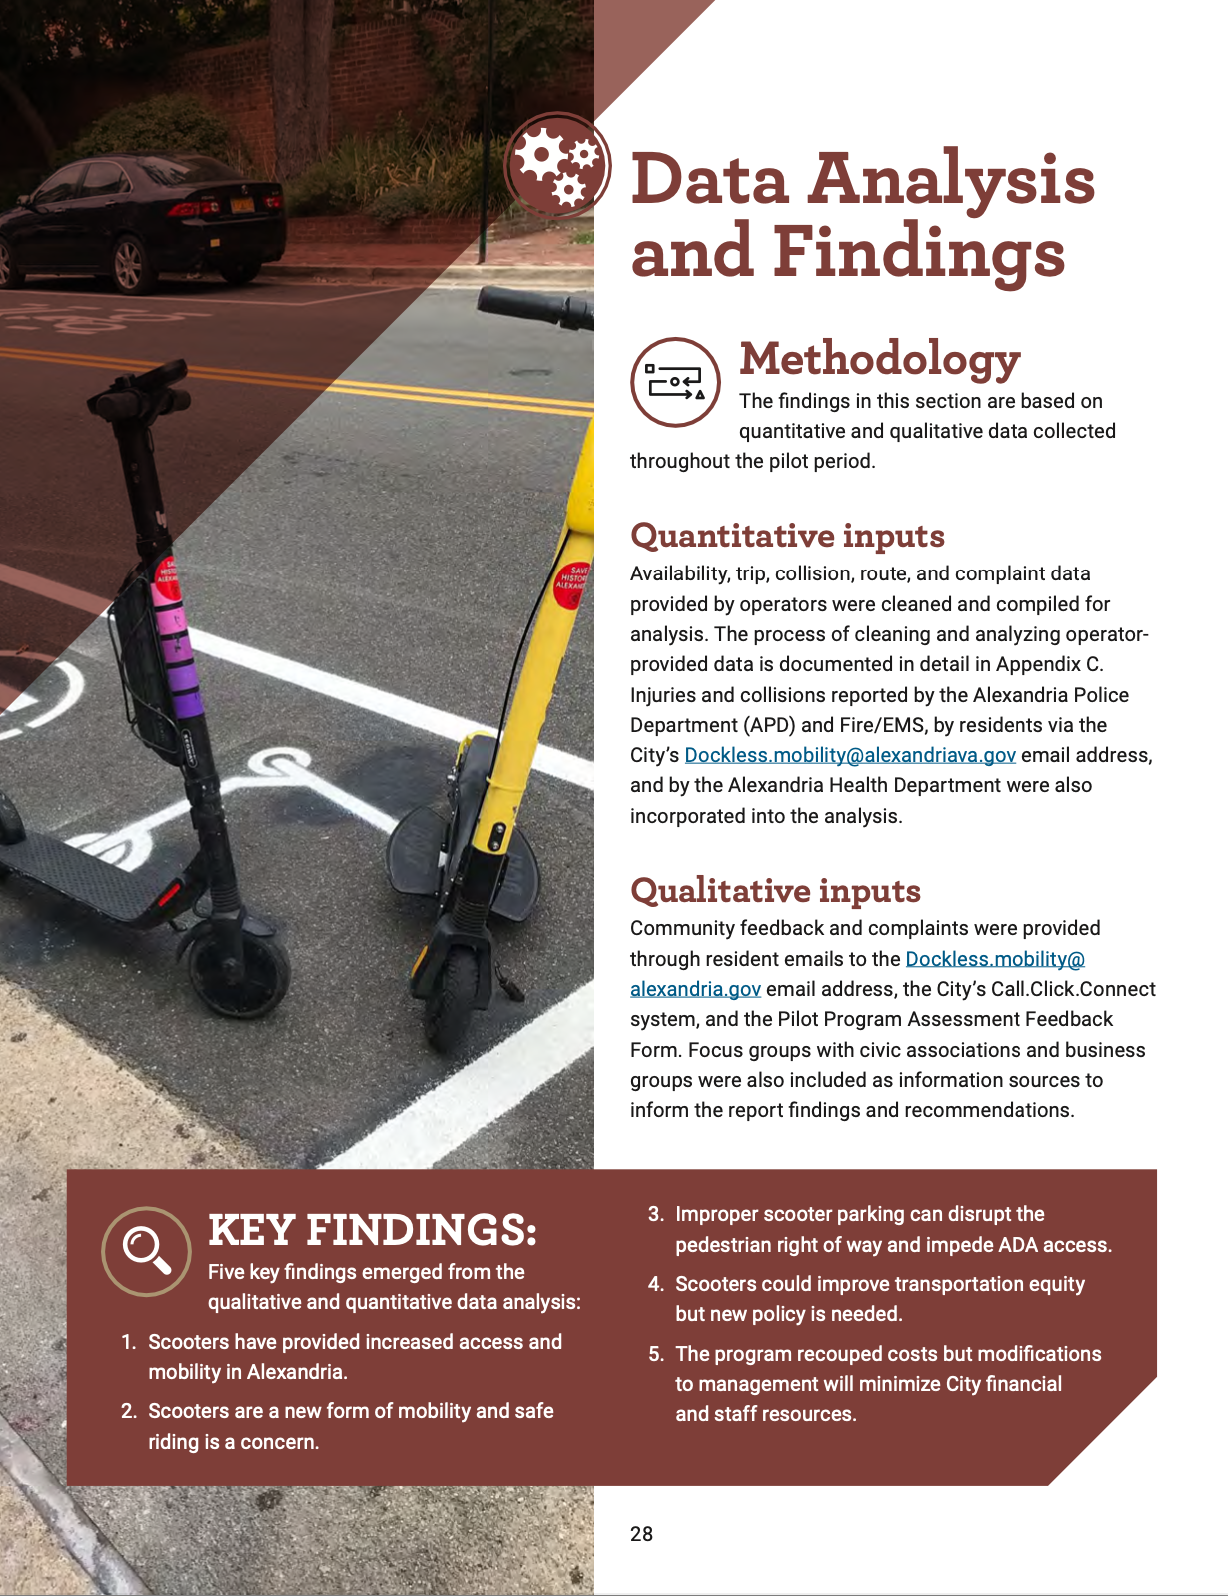 Data Analysis
and Findings
Methodology
The findings in this section are based on
quantitative and qualitative data collected
throughout the pilot period.
Quantitative inputs
Availability, trip, collision, route, and complaint data
provided by operators were cleaned and compiled for
analysis. The process of cleaning and analyzing operator-
provided data is documented in detail in Appendix C.
Injuries and collisions reported by the Alexandria Police
Department (APD) and Fire/EMS, by residents via the
City’s Dockless.mobility@alexandriava.gov email address,
and by the Alexandria Health Department were also
incorporated into the analysis.
Qualitative inputs
Community feedback and complaints were provided
through resident emails to the Dockless.mobility@
alexandria.gov email address, the City’s Call.Click.Connect
system, and the Pilot Program Assessment Feedback
Form. Focus groups with civic associations and business
groups were also included as information sources to
inform the report findings and recommendations.
KEY FINDINGS:
Five key findings emerged from the
qualitative and quantitative data analysis:
1. Scooters have provided increased access and
mobility in Alexandria.
2. Scooters are a new form of mobility and safe
riding is a concern.
3. Improper scooter parking can disrupt the
pedestrian right of way and impede ADA access.
4. Scooters could improve transportation equity
but new policy is needed.
5. The program recouped costs but modifications
to management will minimize City financial
and staff resources.
28